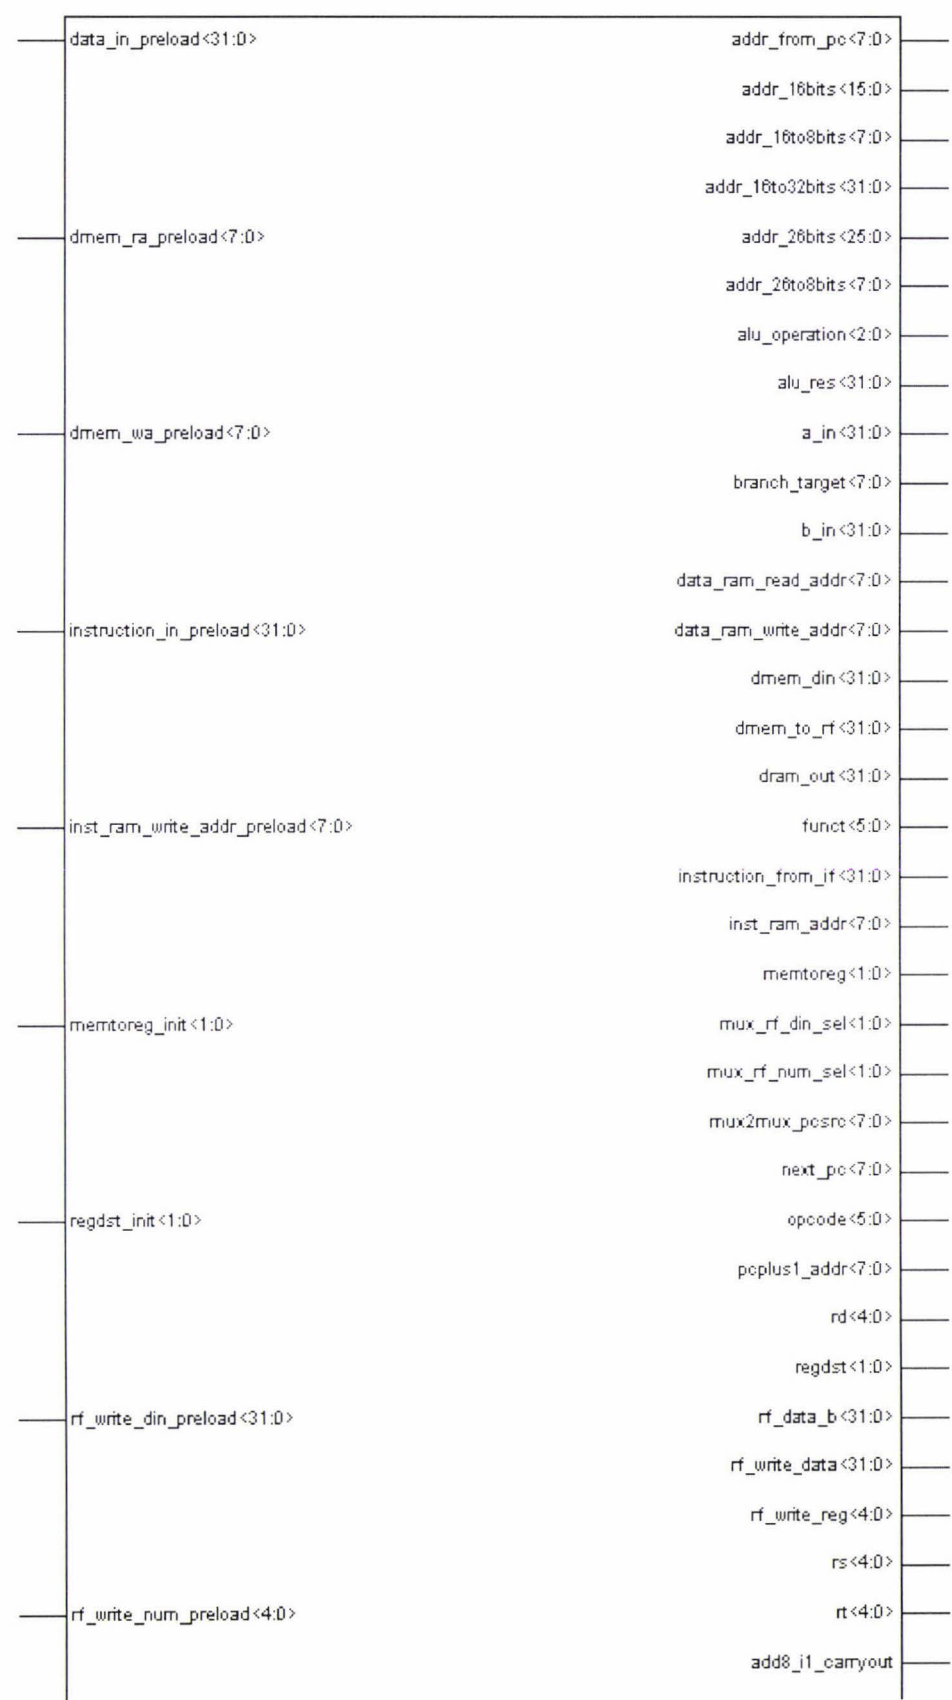 data_in_preload<31:0> addr_from_pc<7:0>
addr_16bits<15:0>
addr_16to8bits<7:0>
addr_16to32bits<31:0>
dmem_ra_preload<7:0> addr_26bits<25:0>
addr_26to8bits<7:0>
alu_operation<2:0>
alu_res<31:0>
dmem_wa_preload<7:0> a_in<31:0>
branch_target<7:0>
b_in<31:0>
data_ram_read_addr<7:0>
instruction_in_preload<31:0> data_ram_write_addr<7:0>
dmem_din<31:0>
dmem_to_rf<31:0>
dram_out<31:0>
inst_ram_write_addr_preload<7:0> funct<5:0>
instruction_from_if<31:0>
inst_ram_addr<7:0>
memtoreg<1:0>
memtoreg_init<1:0> mux_rf_din_sel<1:0>
mux_rf_num_sel<1:0>
mux2mux_pcsrc<7:0>
next_pc<7:0>
regdst_init<1:0> opcode<5:0>
pcplus1_addr<7:0>
rd<4:0>
regdst<1:0>
rf_write_din_preload<31:0> rf_data_b<31:0>
rf_write_data<31:0>
rf_write_reg<4:0>
rs<4:0>
rf_write_num_preload<4:0> rt<4:0>
add8_i1_carryout